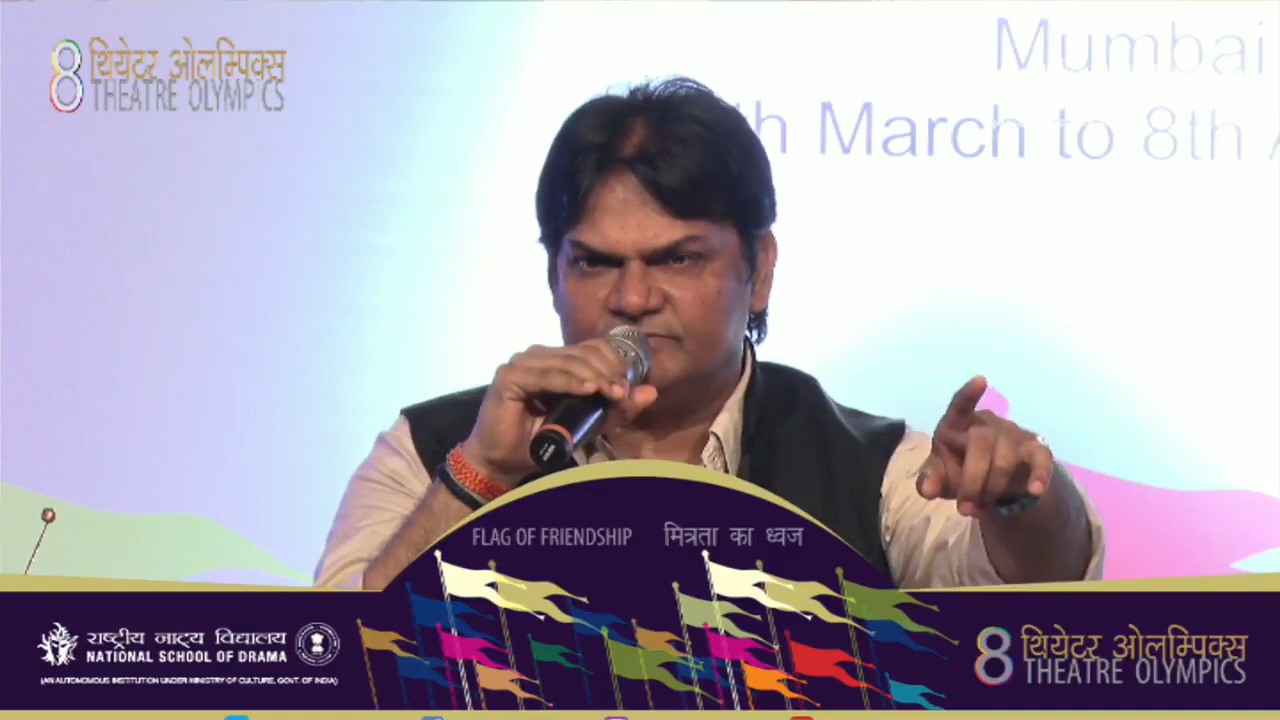 8 थियेटर ओलम्पिक्स
THEATRE OLYMPICS
Mumbai
th March to 8th
FLAG OF FRIENDSHIP मित्रता का ध्वज
राष्ट्रीय नाट्य विद्यालय
NATIONAL SCHOOL OF DRAMA
(AN AUTONOMOUS INSTITUTION UNDER MINISTRY OF CULTURE, GOVT. OF INDIA)
8 थियेटर ओलम्पिक्स
THEATRE OLYMPICS